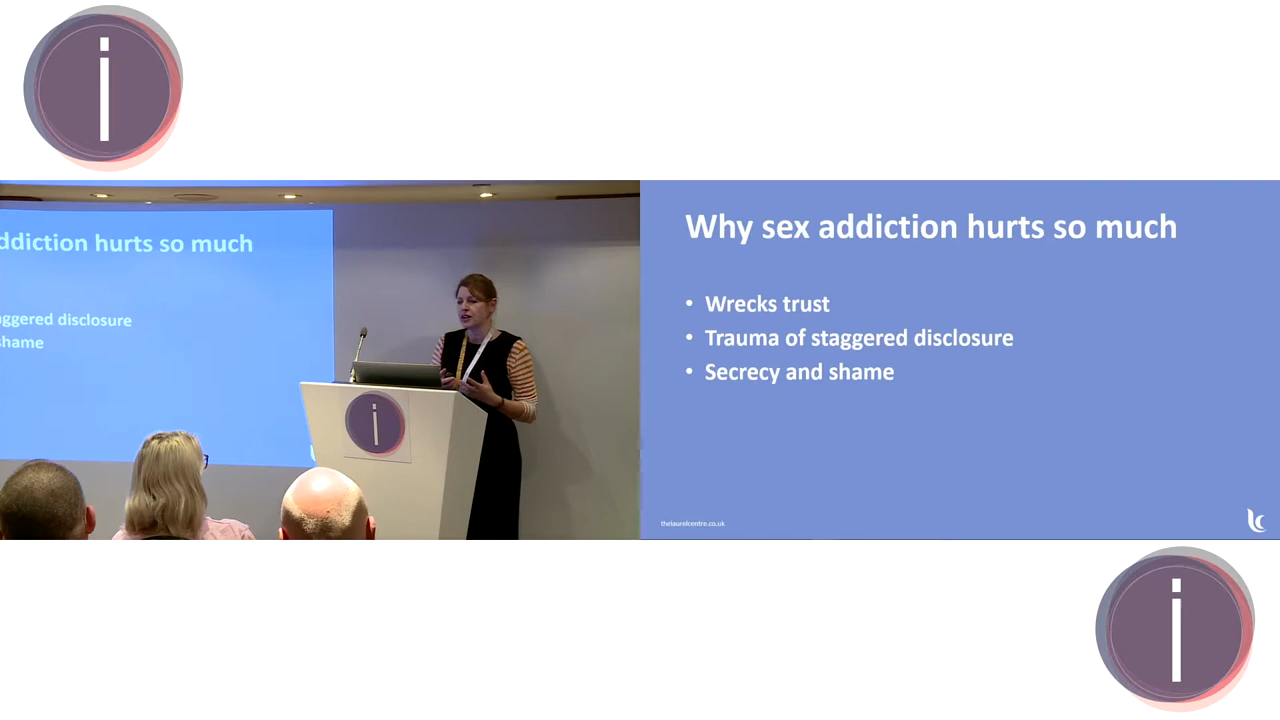 i
addiction hurts so much
staggered disclosure
shame
i
Why sex addiction hurts so much
• Wrecks trust
• Trauma of staggered disclosure
• Secrecy and shame
thelaurelcentre.co.uk
i